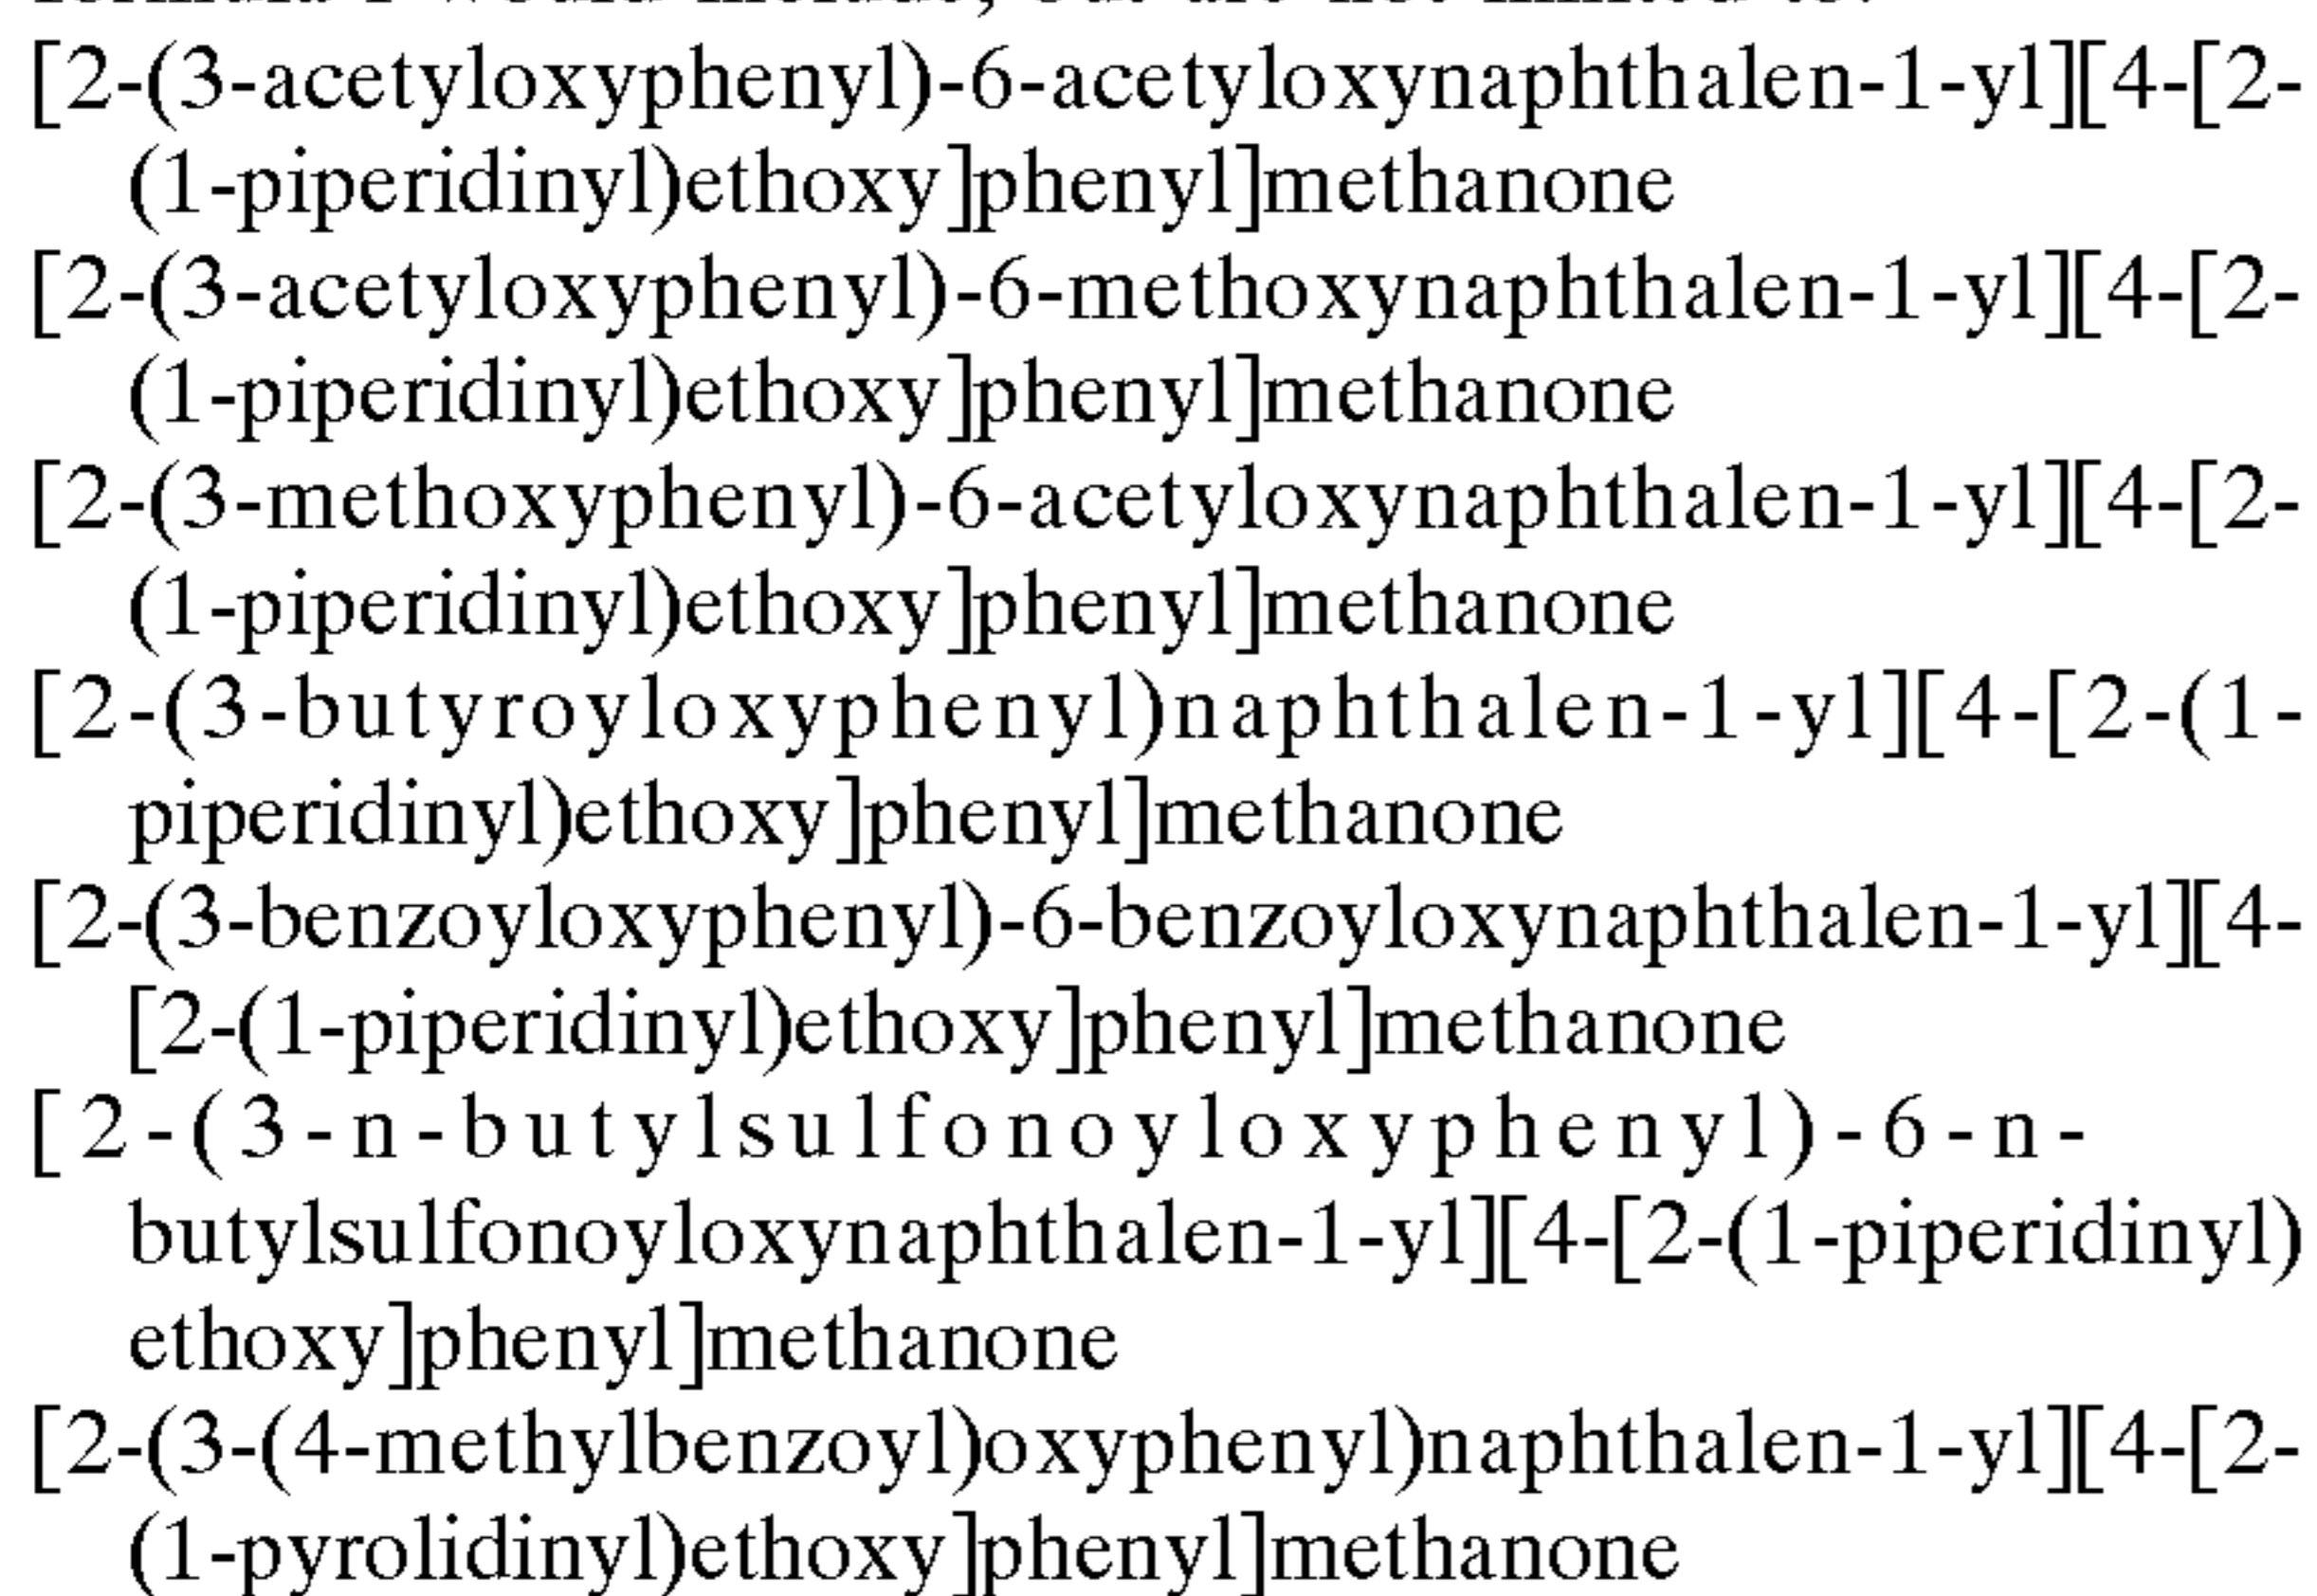 [2-(3-acetyloxyphenyl)-6-acetyloxynaphthalen-1-yl][4-[2-
(1-piperidinyl)ethoxy]phenyl]methanone
[2-(3-acetyloxyphenyl)-6-methoxynaphthalen-1-yl][4-[2-
(1-piperidinyl)ethoxy]phenyl]methanone
[2-(3-methoxyphenyl)-6-acetyloxynaphthalen-1-yl][4-[2-
(1-piperidinyl)ethoxy]phenyl]methanone
[2-(3-butyroyloxyphenyl)naphthalen-1-yl][4-[2-(1-
piperidinyl)ethoxy]phenyl]methanone
[2-(3-benzoyloxyphenyl)-6-benzoyloxynaphthalen-1-yl][4-
[2-(1-piperidinyl)ethoxy]phenyl]methanone
[2-(3-n-butylsulfonoyloxyphenyl)-6-n-
butylsulfonoyloxynaphthalen-1-yl][4-[2-(1-piperidinyl)
ethoxy]phenyl]methanone
[2-(3-(4-methylbenzoyl)oxyphenyl)naphthalen-1-yl][4-[2-
(1-pyrolidinyl)ethoxy]phenyl]methanone